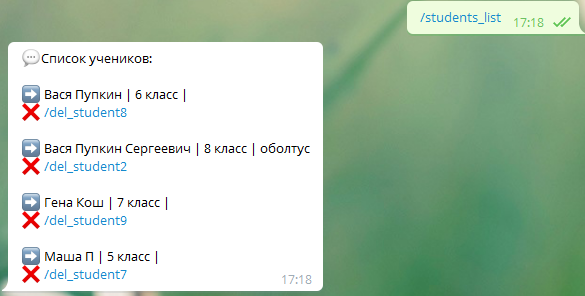 /students_list 17:18
💬Список учеников:
➡️ Вася Пупкин | 6 класс |
❌ /del_student8
➡️ Вася Пупкин Сергеевич | 8 класс | оболтус
❌ /del_student2
➡️ Гена Кош | 7 класс |
❌ /del_student9
➡️ Маша П | 5 класс |
❌ /del_student7
17:18